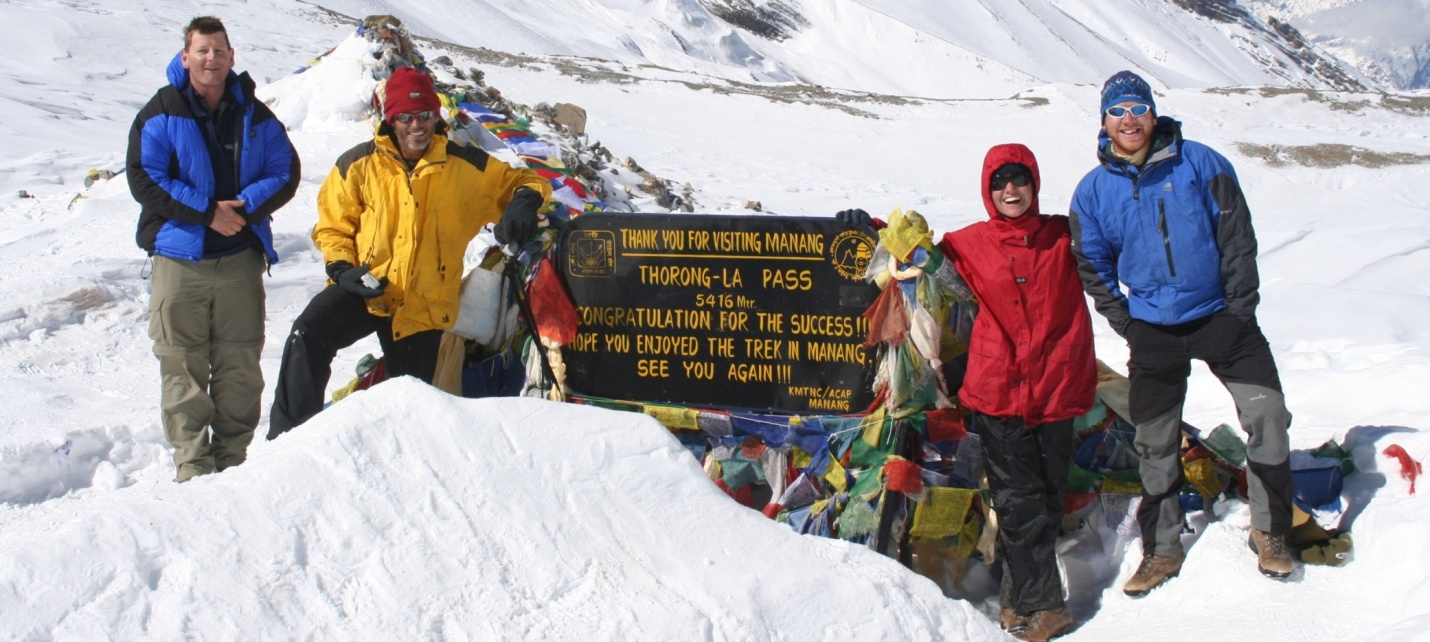 THANK YOU FOR VISITING MANANG
THORONG-LA PASS
5416 Mtr.
CONGRATULATION FOR THE SUCCESS!!!
HOPE YOU ENJOYED THE TREK IN MANANG
SEE YOU AGAIN!!!
KMTNC/ACAP
MANANG